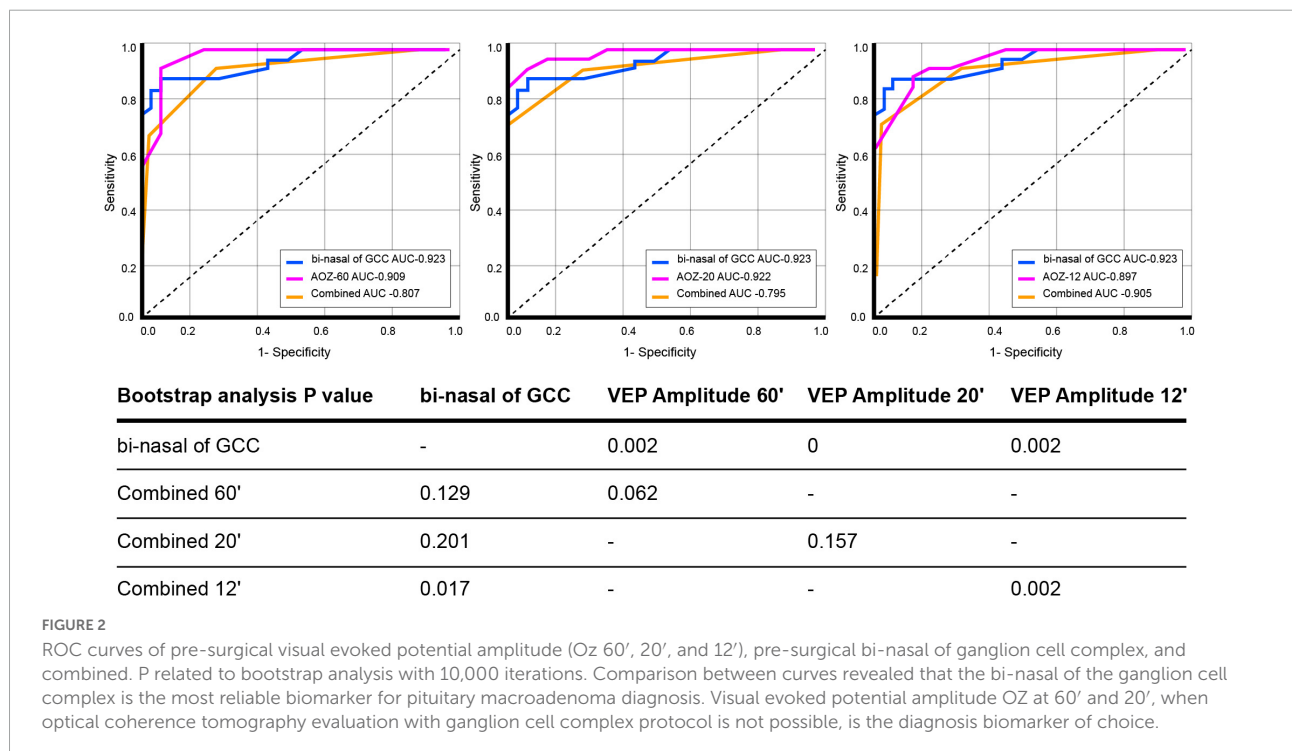 1.0
0.8
0.6
0.4
0.2
0.0
Sensitivity
0.0 0.2 0.4 0.6 0.8 1.0
1- Specificity
bi-nasal of GCC AUC-0.923
AOZ-60 AUC-0.909
Combined AUC -0.807
1.0
0.8
0.6
0.4
0.2
0.0
Sensitivity
0.0 0.2 0.4 0.6 0.8 1.0
1- Specificity
bi-nasal of GCC AUC-0.923
AOZ-20 AUC-0.922
Combined AUC -0.795
1.0
0.8
0.6
0.4
0.2
0.0
Sensitivity
0.0 0.2 0.4 0.6 0.8 1.0
1- Specificity
bi-nasal of GCC AUC-0.923
AOZ-12 AUC-0.897
Combined AUC -0.905
Bootstrap analysis P value bi-nasal of GCC VEP Amplitude 60' VEP Amplitude 20' VEP Amplitude 12'
bi-nasal of GCC - 0.002 0 0.002
Combined 60' 0.129 0.062 - -
Combined 20' 0.201 - 0.157 -
Combined 12' 0.017 - - 0.002
FIGURE 2
ROC curves of pre-surgical visual evoked potential amplitude (Oz 60′, 20′, and 12′), pre-surgical bi-nasal of ganglion cell complex, and
combined. P related to bootstrap analysis with 10,000 iterations. Comparison between curves revealed that the bi-nasal of the ganglion cell
complex is the most reliable biomarker for pituitary macroadenoma diagnosis. Visual evoked potential amplitude OZ at 60′ and 20′, when
optical coherence tomography evaluation with ganglion cell complex protocol is not possible, is the diagnosis biomarker of choice.